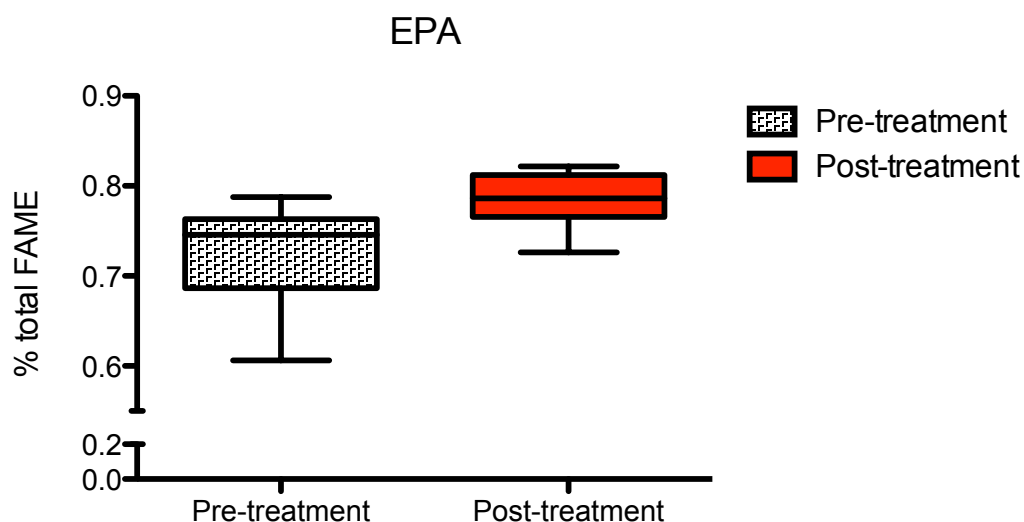 EPA
% total FAME
0.9
0.8
0.7
0.6
0.2
0.0
Pre-treatment
Post-treatment
Pre-treatment
Post-treatment